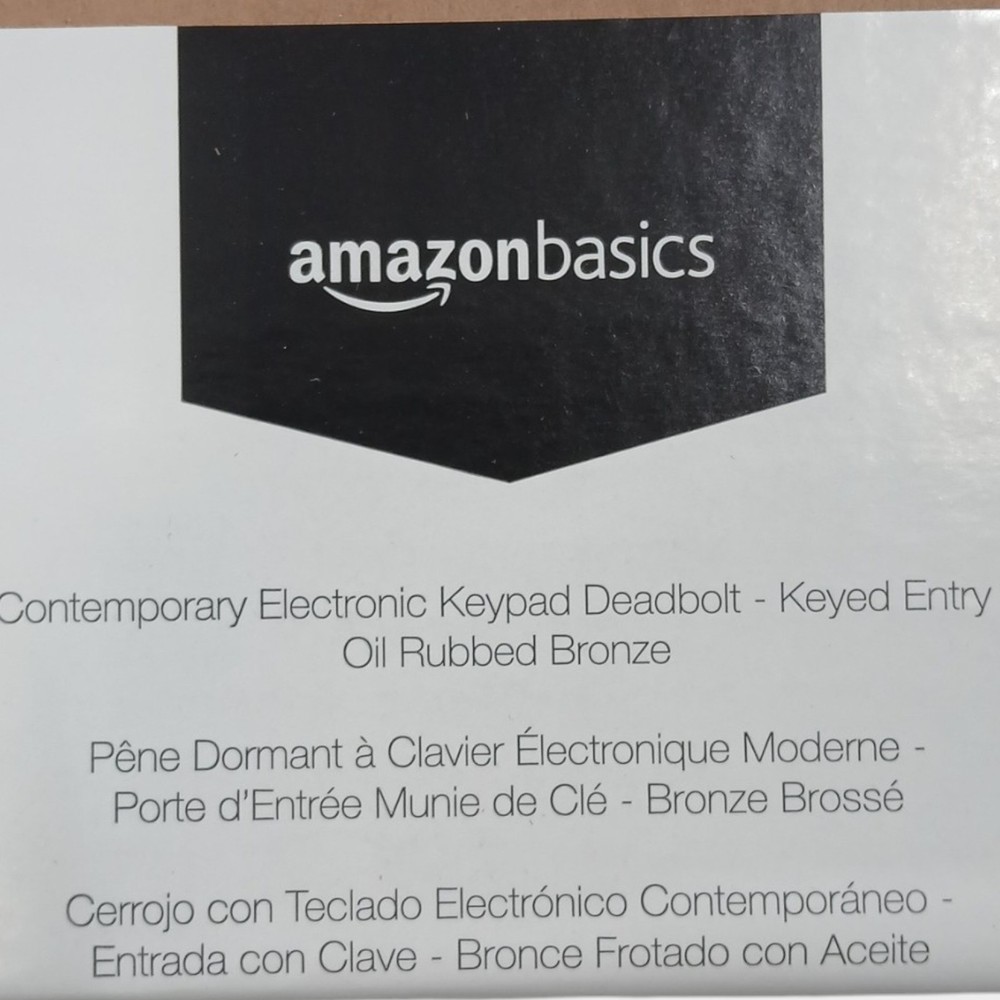 amazonbasics
Contemporary Electronic Keypad Deadbolt - Keyed Entry
Oil Rubbed Bronze
Pêne Dormant à Clavier Électronique Moderne -
Porte d'Entrée Munie de Clé - Bronze Brossé
Cerrojo con Teclado Electrónico Contemporáneo -
Entrada con Clave - Bronce Frotado con Aceite